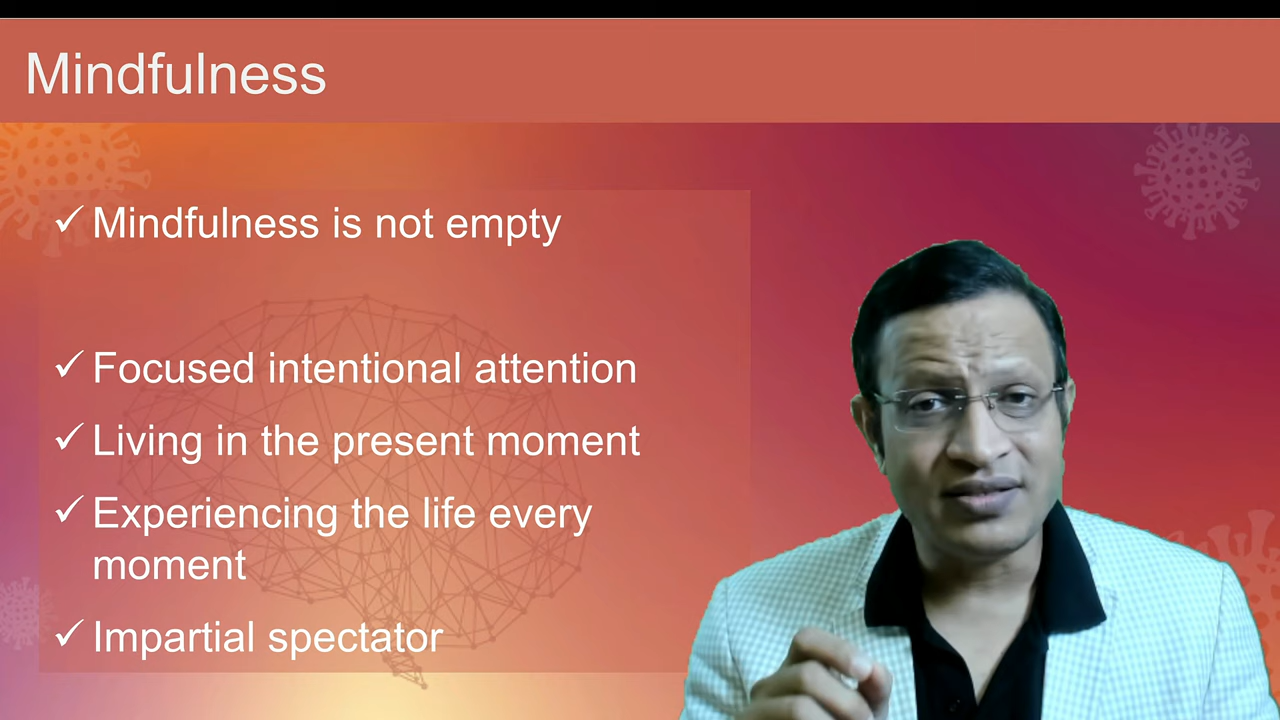 Mindfulness
✓ Mindfulness is not empty
✓ Focused intentional attention
✓ Living in the present moment
✓ Experiencing the life every
moment
✓ Impartial spectator